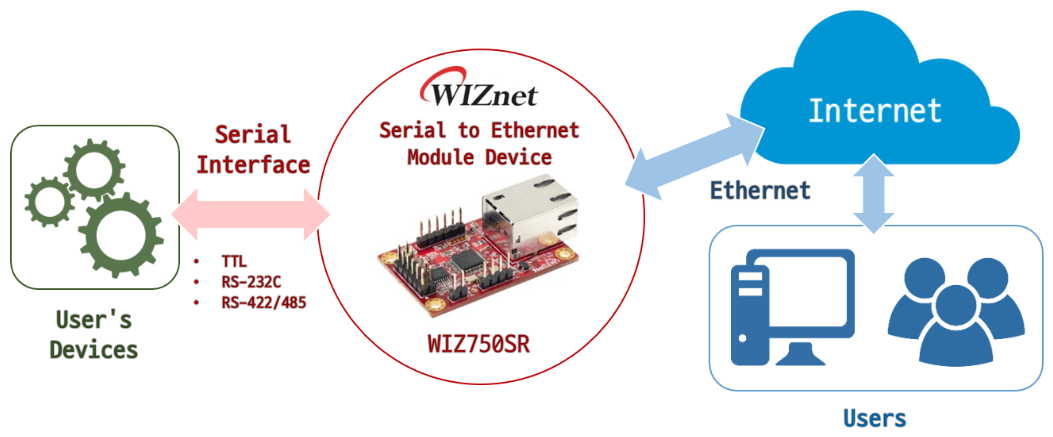 WIZnet
Serial to Ethernet
Module Device
WIZ750SR
Serial
Interface
• TTL
• RS-232C
• RS-422/485
User's
Devices
Internet
Ethernet
Users